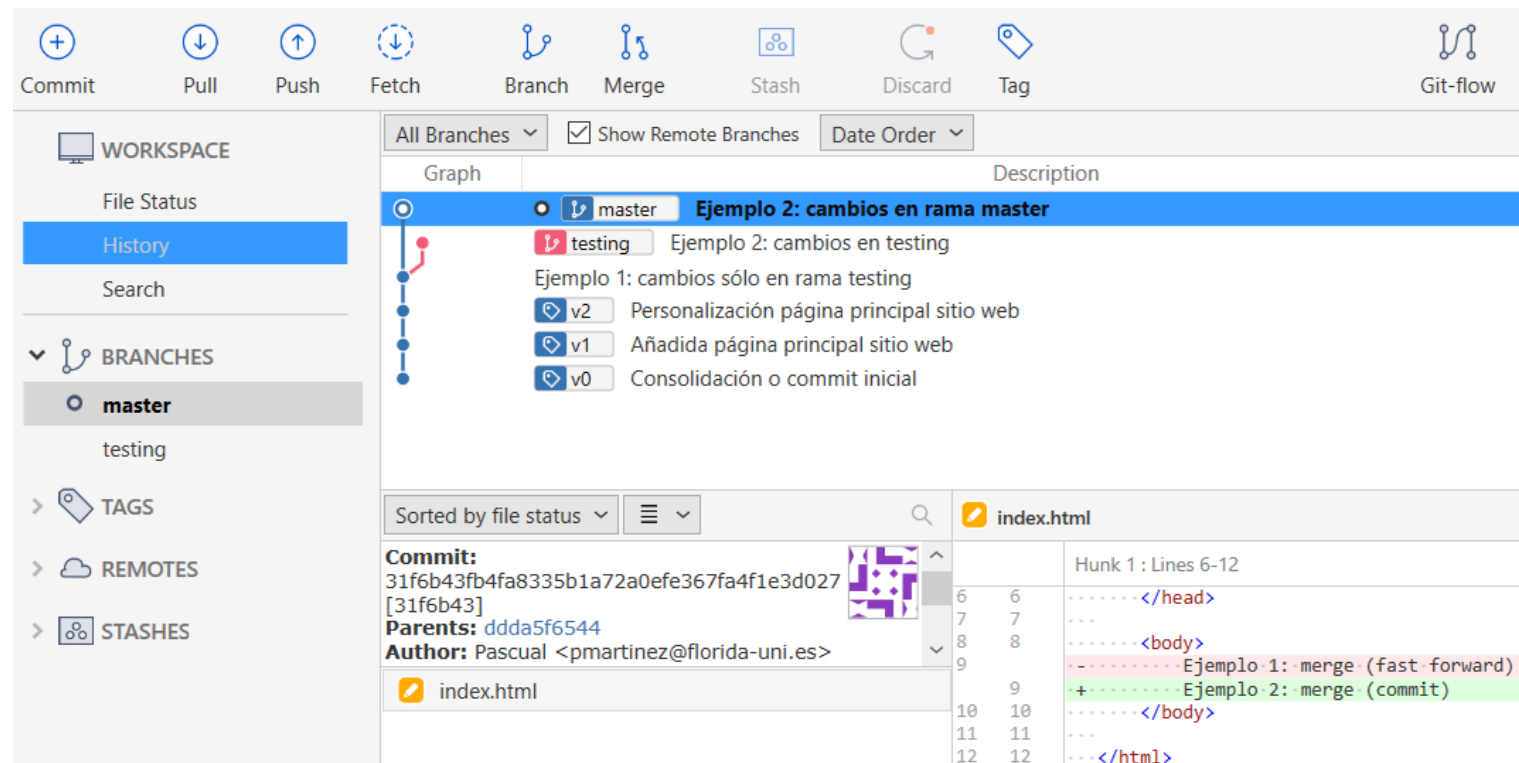 Commit Pull Push Fetch Branch Merge Stash Discard Tag Git-flow
WORKSPACE
File Status
History
Search
BRANCHES
master
testing
TAGS
REMOTES
STASHES
All Branches Show Remote Branches Date Order
Graph Description
master Ejemplo 2: cambios en rama master
testing Ejemplo 2: cambios en testing
Ejemplo 1: cambios sólo en rama testing
v2 Personalización página principal sitio web
v1 Añadida página principal sitio web
v0 Consolidación o commit inicial
Sorted by file status
Commit:
31f6b43fb4fa8335b1a72a0efe367fa4f1e3d027
[31f6b43]
Parents: ddda5f6544
Author: Pascual <pmartinez@florida-uni.es>
index.html
index.html
Hunk 1 : Lines 6-12
6 6 </head>
7 7
8 8 <body>
9 - Ejemplo 1: merge (fast forward)
9 + Ejemplo 2: merge (commit)
10 10 </body>
11 11
12 12 </html>